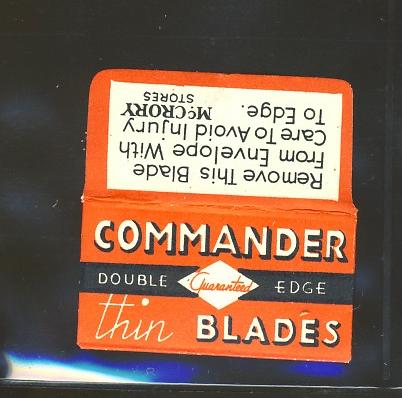 Remove This Blade
From Envelope With
Care To Avoid Injury
To Edge. McCRORY
STORES
COMMANDER
DOUBLE Guaranteed EDGE
thin BLADES